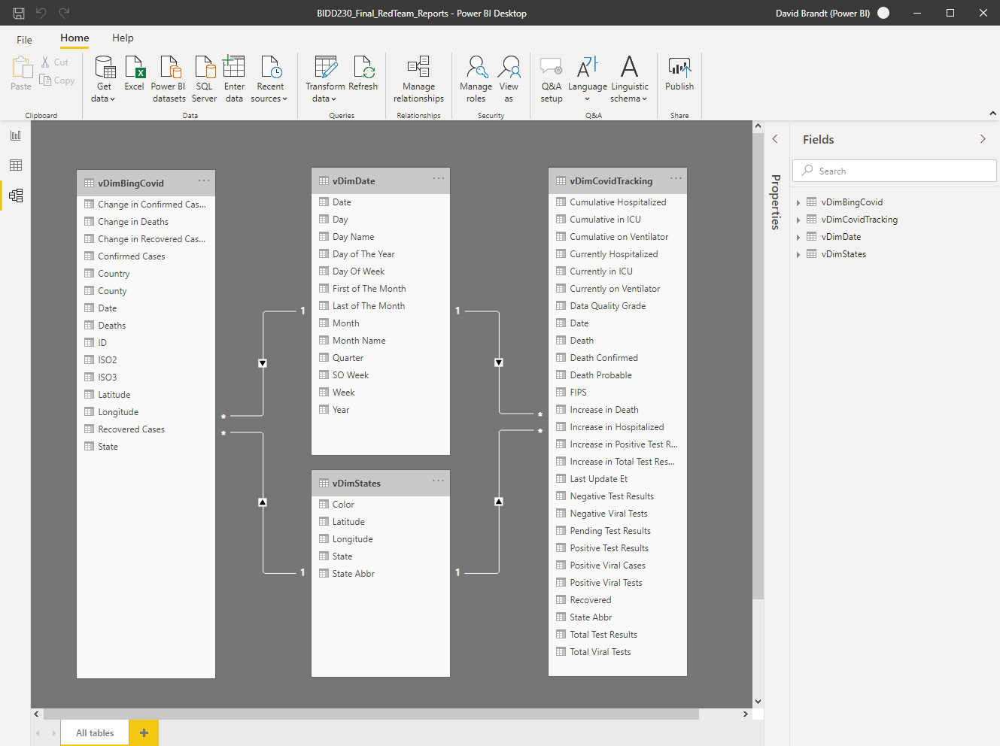 BIDD230_Final_RedTeam_Reports - Power BI Desktop
David Brandt (Power BI)
File
Home
Help
Paste
Cut
Copy
Clipboard
Get data
Excel
Power BI datasets
SQL Server
Enter data
Recent sources
Data
Transform data
Refresh
Queries
Manage relationships
Relationships
Manage roles
View as
Security
Q&A setup
Language
Linguistic schema
Q&A
Publish
Share
vDimBingCovid
Change in Confirmed Cas...
Change in Deaths
Change in Recovered Cas...
Confirmed Cases
Country
County
Date
Deaths
ID
ISO2
ISO3
Latitude
Longitude
Recovered Cases
State
*
*
1
1
vDimDate
Date
Day
Day Name
Day of The Year
Day Of Week
First of The Month
Last of The Month
Month
Month Name
Quarter
SO Week
Week
Year
vDimStates
Color
Latitude
Longitude
State
State Abbr
1
1
*
*
vDimCovidTracking
Cumulative Hospitalized
Cumulative in ICU
Cumulative on Ventilator
Currently Hospitalized
Currently in ICU
Currently on Ventilator
Data Quality Grade
Date
Death
Death Confirmed
Death Probable
FIPS
Increase in Death
Increase in Hospitalized
Increase in Positive Test R...
Increase in Total Test Res...
Last Update Et
Negative Test Results
Negative Viral Tests
Pending Test Results
Positive Test Results
Positive Viral Cases
Positive Viral Tests
Recovered
State Abbr
Total Test Results
Total Viral Tests
Properties
Fields
Search
vDimBingCovid
vDimCovidTracking
vDimDate
vDimStates
All tables